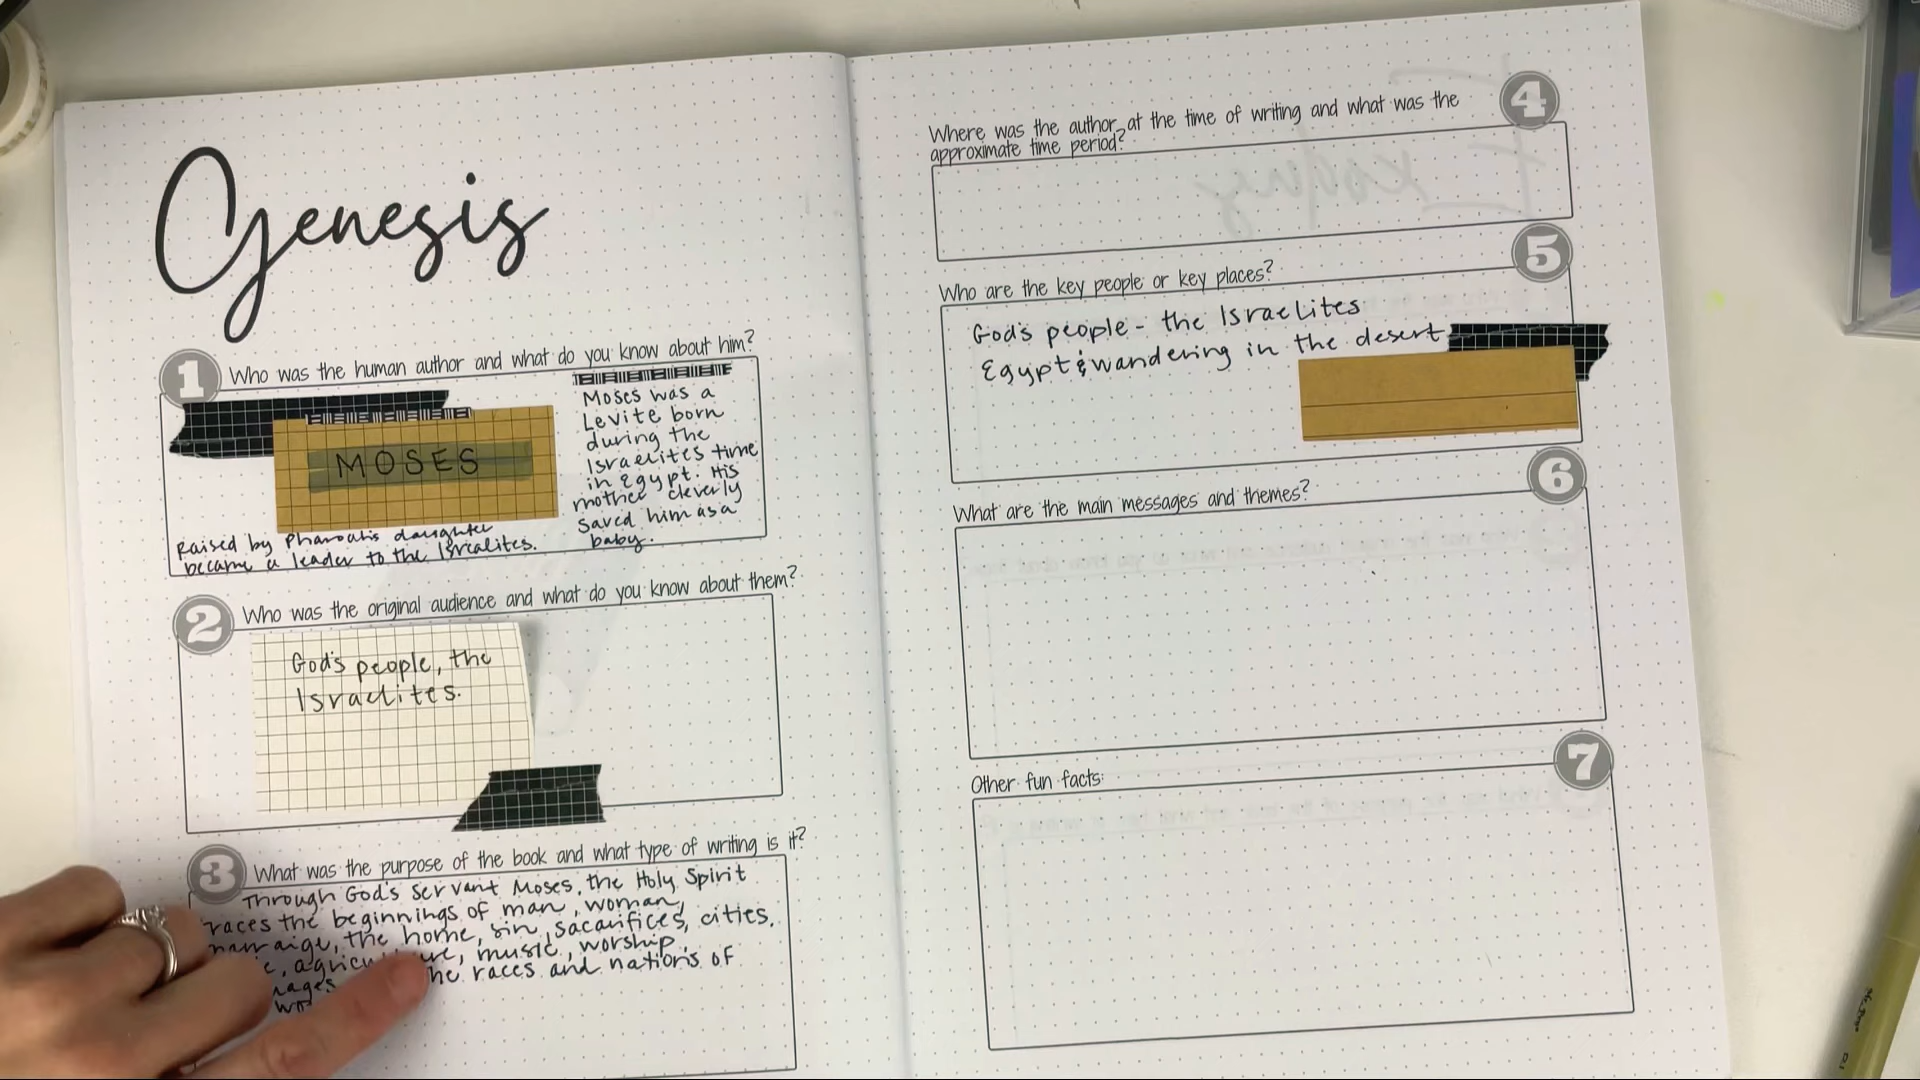 Genesis
1
Who was the human author and what do you know about him?
MOSES
Moses was a
Levite born
during the
Israelites time
in Egypt. His
mother cleverly
saved him as a
baby.
Raised by Pharoah's daughter
became a leader to the Isrealites.
2
Who was the original audience and what do you know about them?
God's people, the
Israelites.
3
What was the purpose of the book and what type of writing is it?
Through God's servant Moses, the Holy Spirit
races the beginnings of man, woman,
marraige, the home, sin, sacarifices, cities,
music, worship,
races and nations of
4
Where was the author at the time of writing and what was the
approximate time period?
5
Who are the key people or key places?
God's people - the Israelites
Egypt & wandering in the desert
6
What are the main messages and themes?
7
Other fun facts: